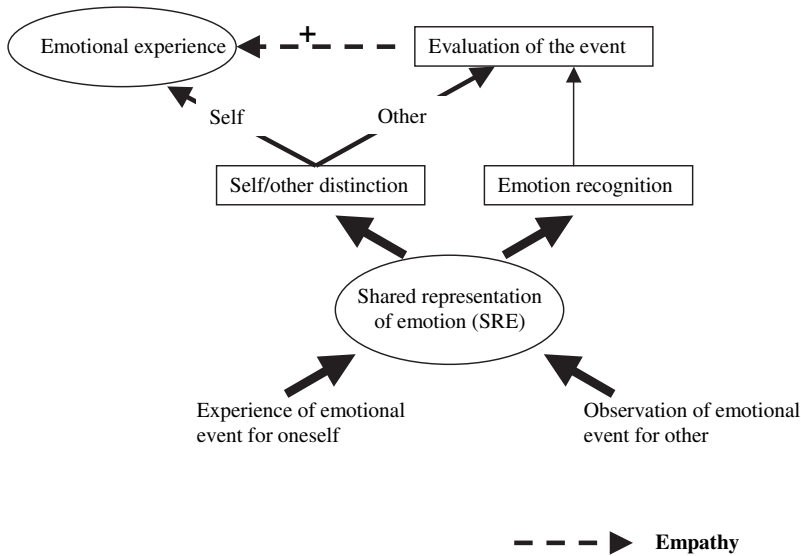 +
Emotional experience
Evaluation of the event
Self
Other
Self/other distinction
Emotion recognition
Shared representation
of emotion (SRE)
Experience of emotional
event for oneself
Observation of emotional
event for other
Empathy